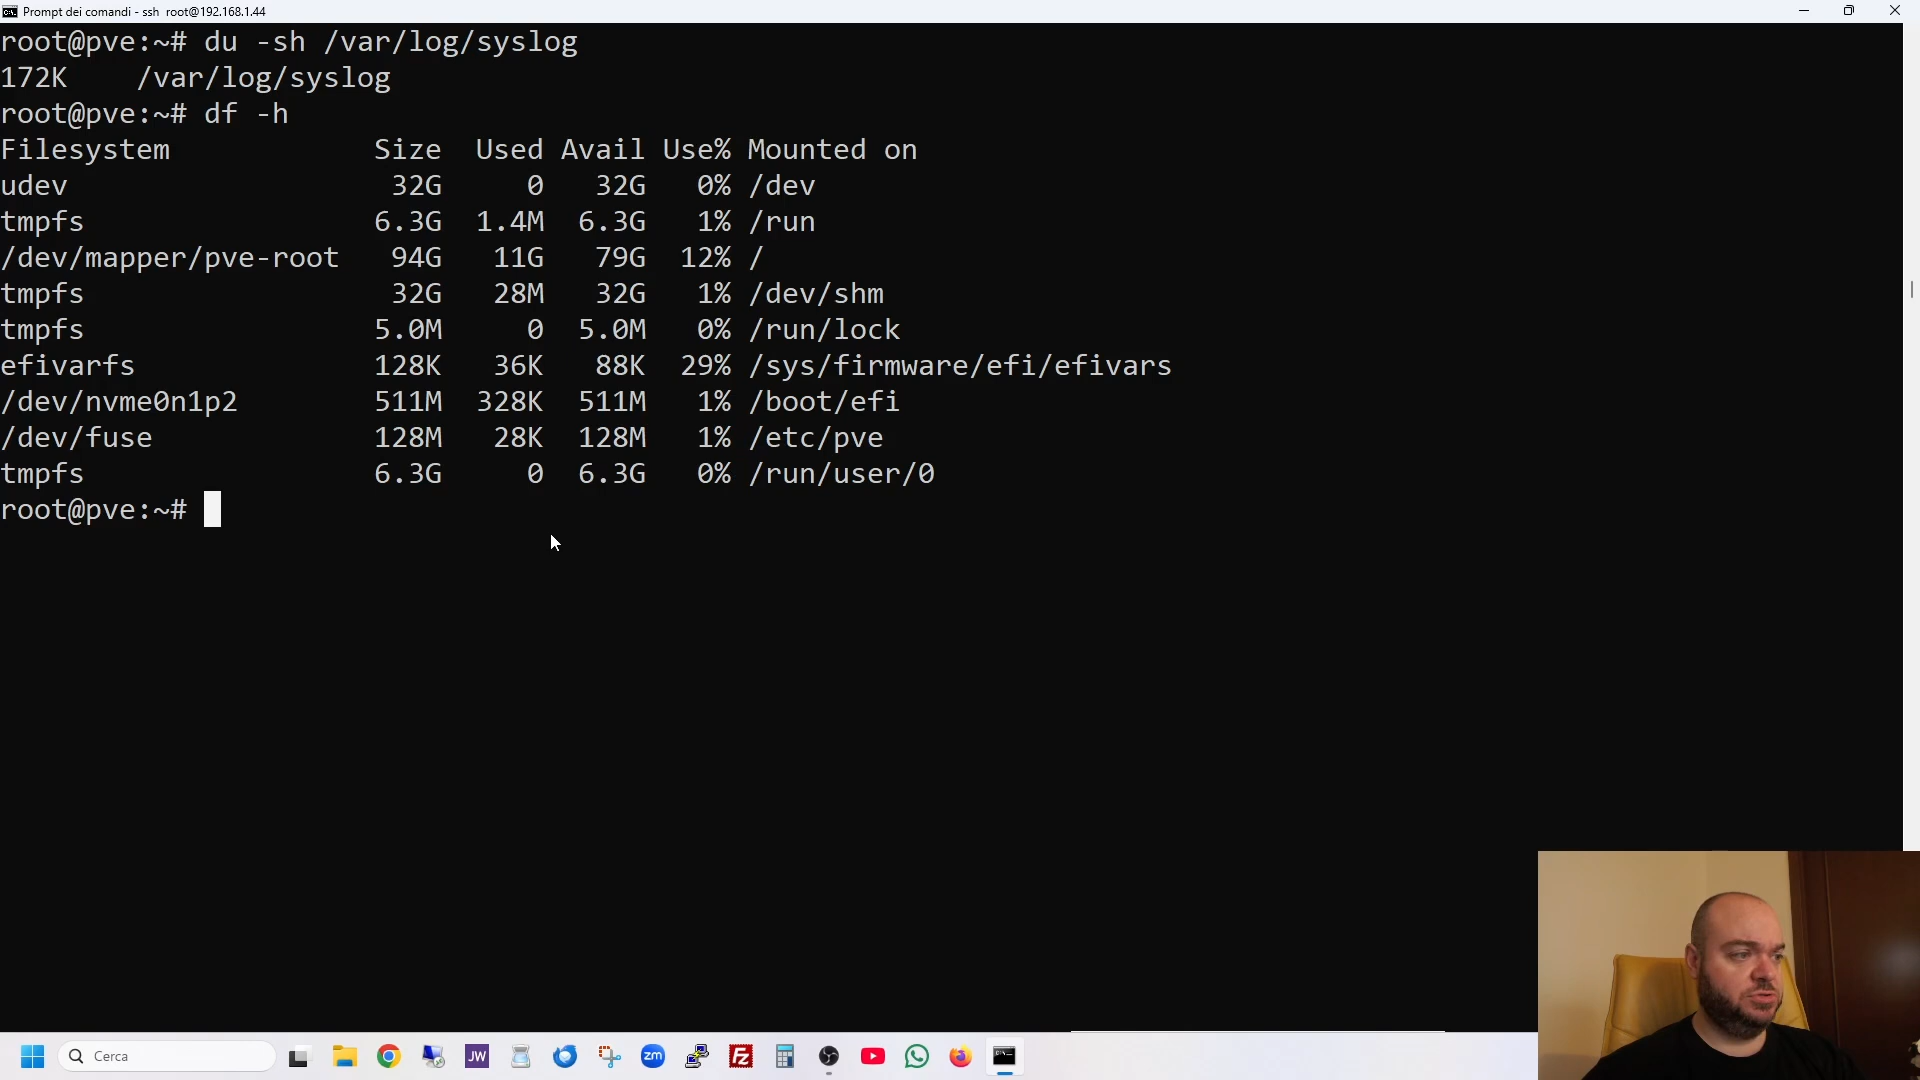 Prompt dei comandi - ssh root@192.168.1.44
root@pve:~# du -sh /var/log/syslog
172K    /var/log/syslog
root@pve:~# df -h
Filesystem            Size  Used Avail Use% Mounted on
udev                   32G     0   32G   0% /dev
tmpfs                 6.3G  1.4M  6.3G   1% /run
/dev/mapper/pve-root   94G   11G   79G  12% /
tmpfs                  32G   28M   32G   1% /dev/shm
tmpfs                 5.0M     0  5.0M   0% /run/lock
efivarfs              128K   36K   88K  29% /sys/firmware/efi/efivars
/dev/nvme0n1p2        511M  328K  511M   1% /boot/efi
/dev/fuse             128M   28K  128M   1% /etc/pve
tmpfs                 6.3G     0  6.3G   0% /run/user/0
root@pve:~#
Cerca
JW
zm
FZ